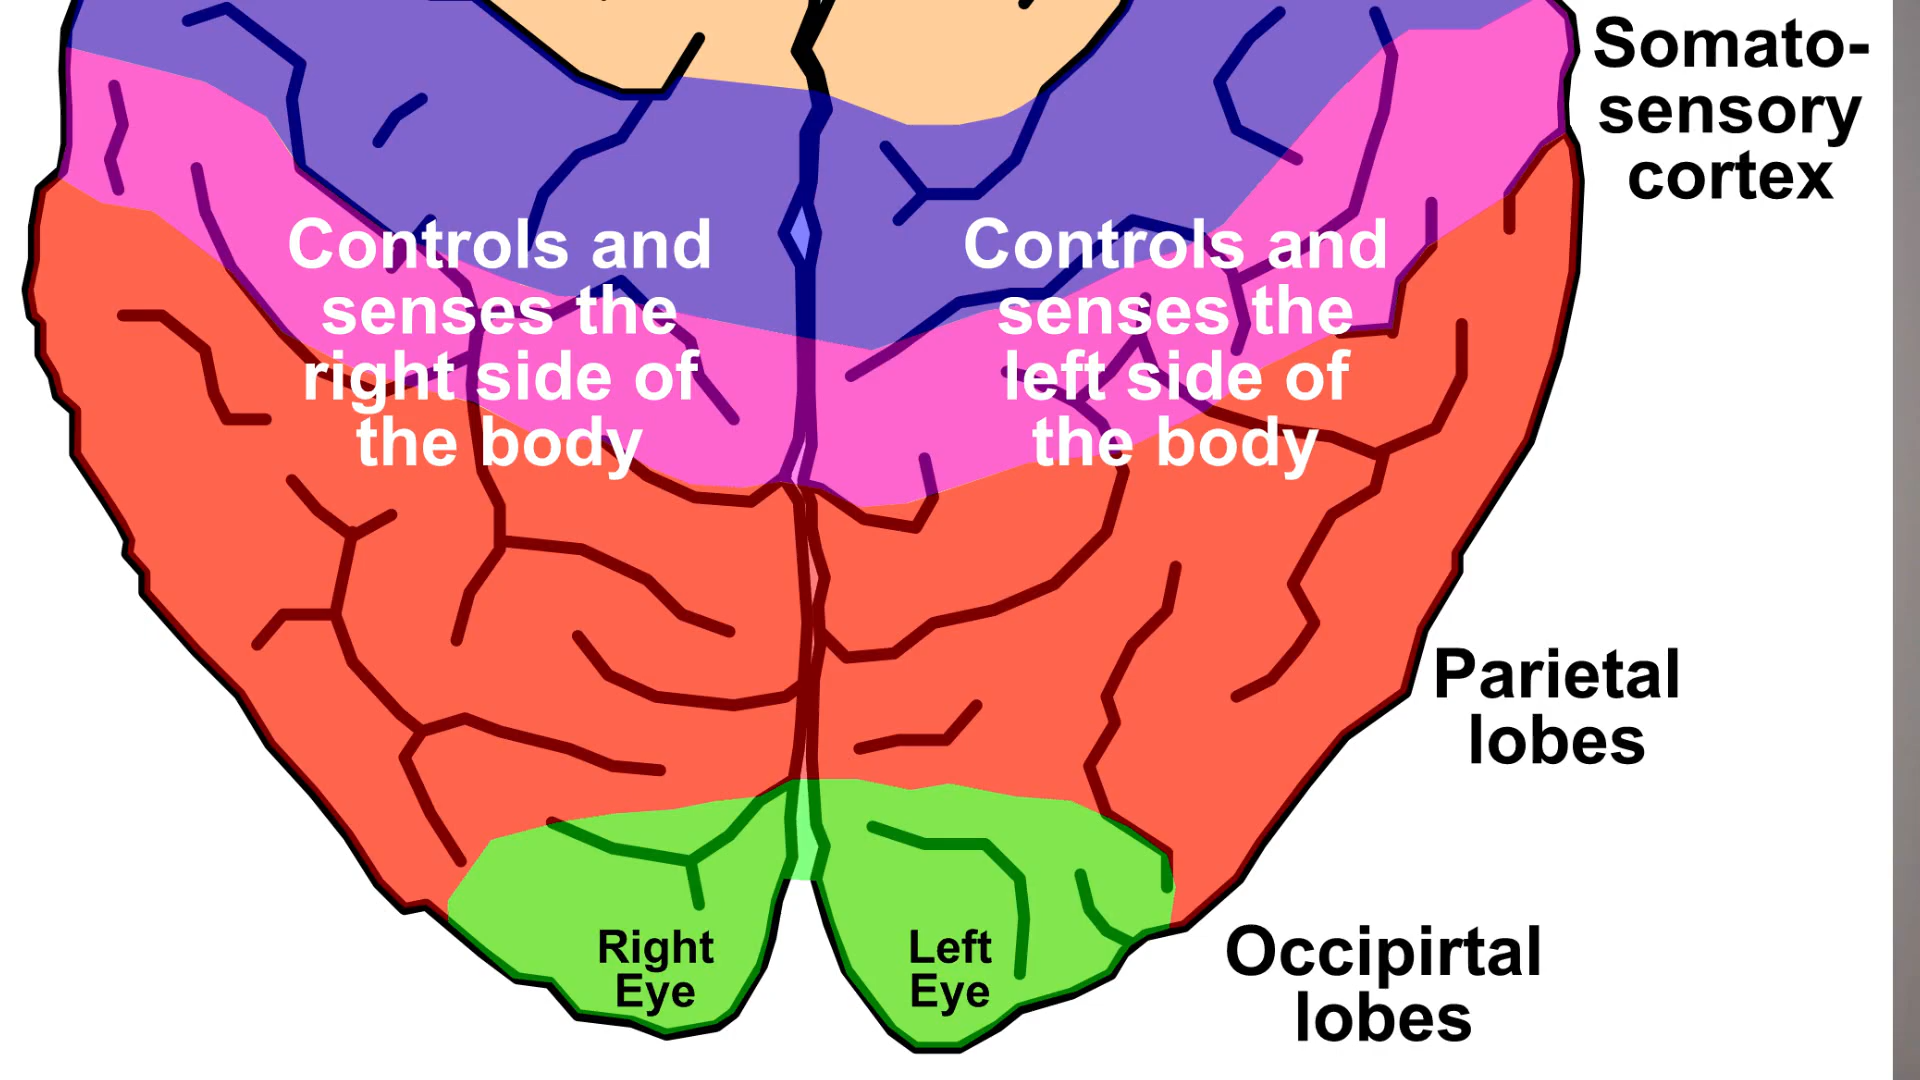 Somato-
sensory
cortex
Controls and
senses the
right side of
the body
Controls and
senses the
left side of
the body
Parietal
lobes
Right
Eye
Left
Eye
Occipirtal
lobes